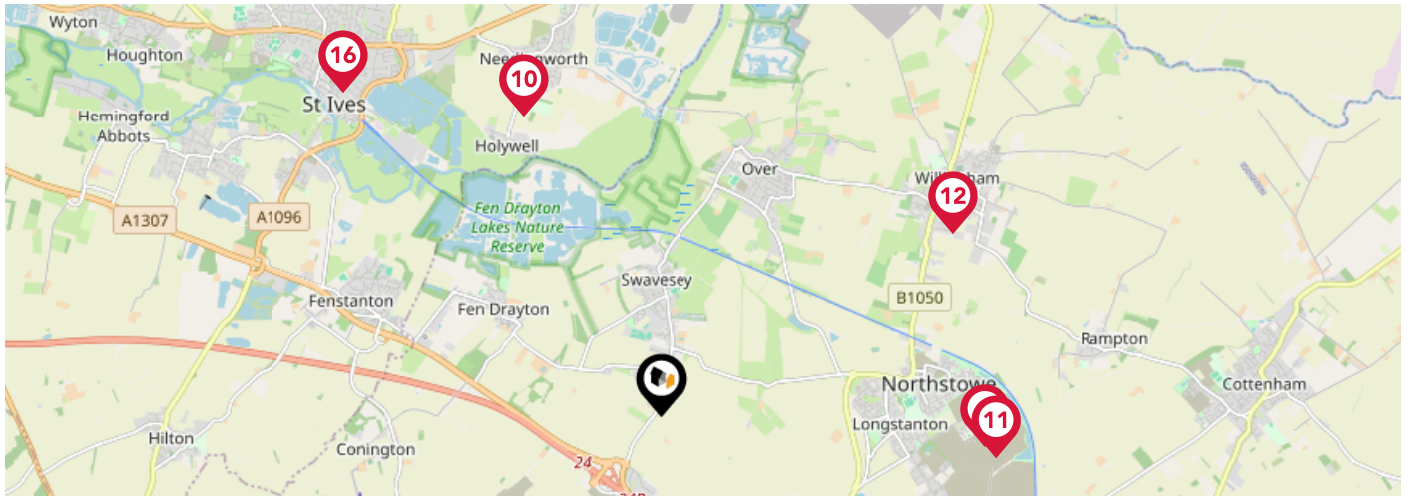 Wyton
Houghton
16
Needingworth
10
St Ives
Hemingford
Abbots
Holywell
Over
12
A1307
A1096
Fen Drayton
Lakes Nature
Reserve
Swavesey
B1050
Fenstanton
Fen Drayton
Rampton
Northstowe
Cottenham
11
Longstanton
Hilton
Conington
24